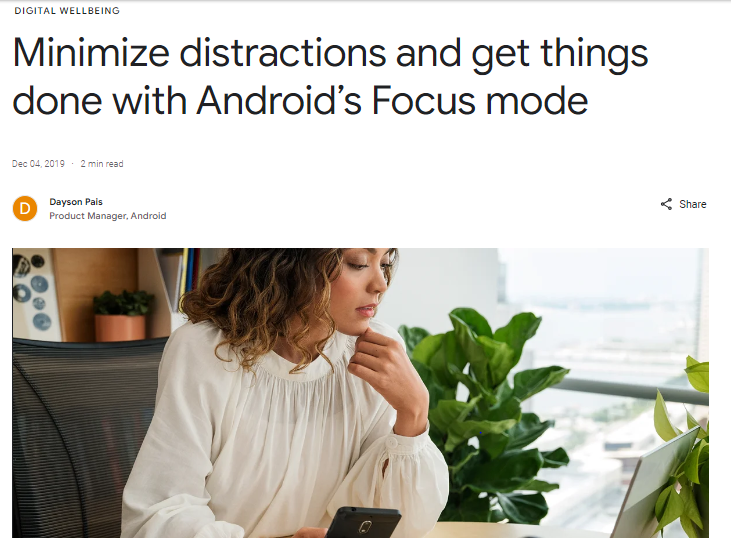 DIGITAL WELLBEING
Minimize distractions and get things
done with Android’s Focus mode
Dec 04, 2019 · 2 min read
D
Dayson Pais
Product Manager, Android
Share